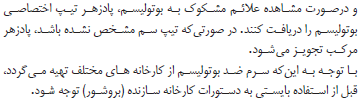 و درصورت مشاهده علائم مشکوک به بوتولیسم، پادزهر تیپ اختصاصی
بوتولیسم را دریافت کنند. در صورتی‌که تیپ سم مشخص نشده باشد، پادزهر
مرکب تجویز می‌شود.
با توجه به این‌که سرم ضد بوتولیسم از کارخانه های مختلف تهیه می‌گردد،
قبل از استفاده بایستی به دستورات کارخانه سازنده (بروشور) توجه شود.